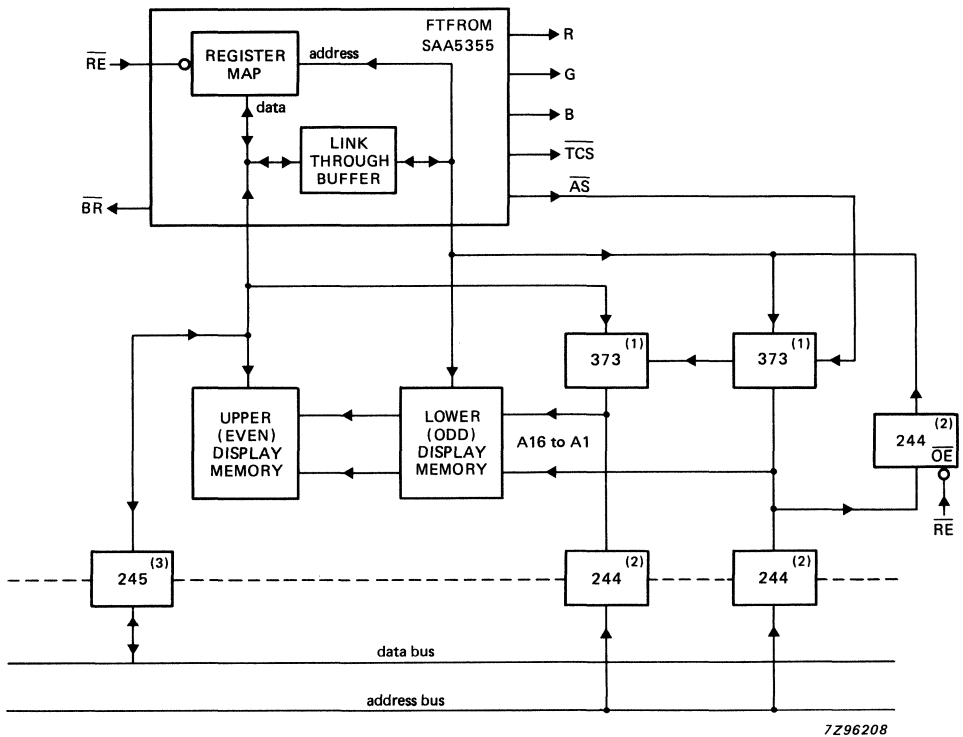 FTFROM
SAA5355
REGISTER
MAP
address
data
LINK
THROUGH
BUFFER
RE
BR
R
G
B
TCS
AS
373 (1)
373 (1)
UPPER
(EVEN)
DISPLAY
MEMORY
LOWER
(ODD)
DISPLAY
MEMORY
A16 to A1
244 (2)
OE
RE
245 (3)
244 (2)
244 (2)
data bus
address bus
7Z96208